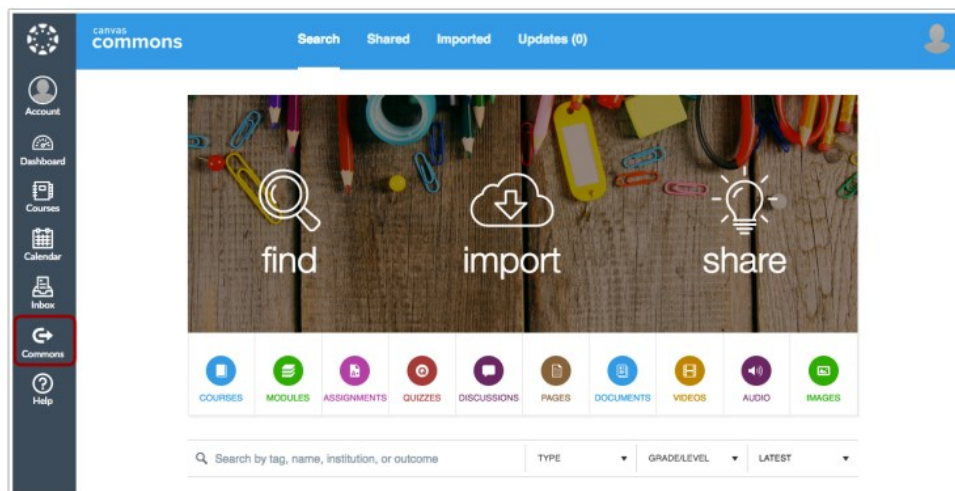 canvas
commons
Search Shared Imported Updates (0)
Account
Dashboard
Courses
Calendar
Inbox
Commons
Help
find import share
COURSES MODULES ASSIGNMENTS QUIZZES DISCUSSIONS PAGES DOCUMENTS VIDEOS AUDIO IMAGES
Search by tag, name, institution, or outcome TYPE GRADE/LEVEL LATEST